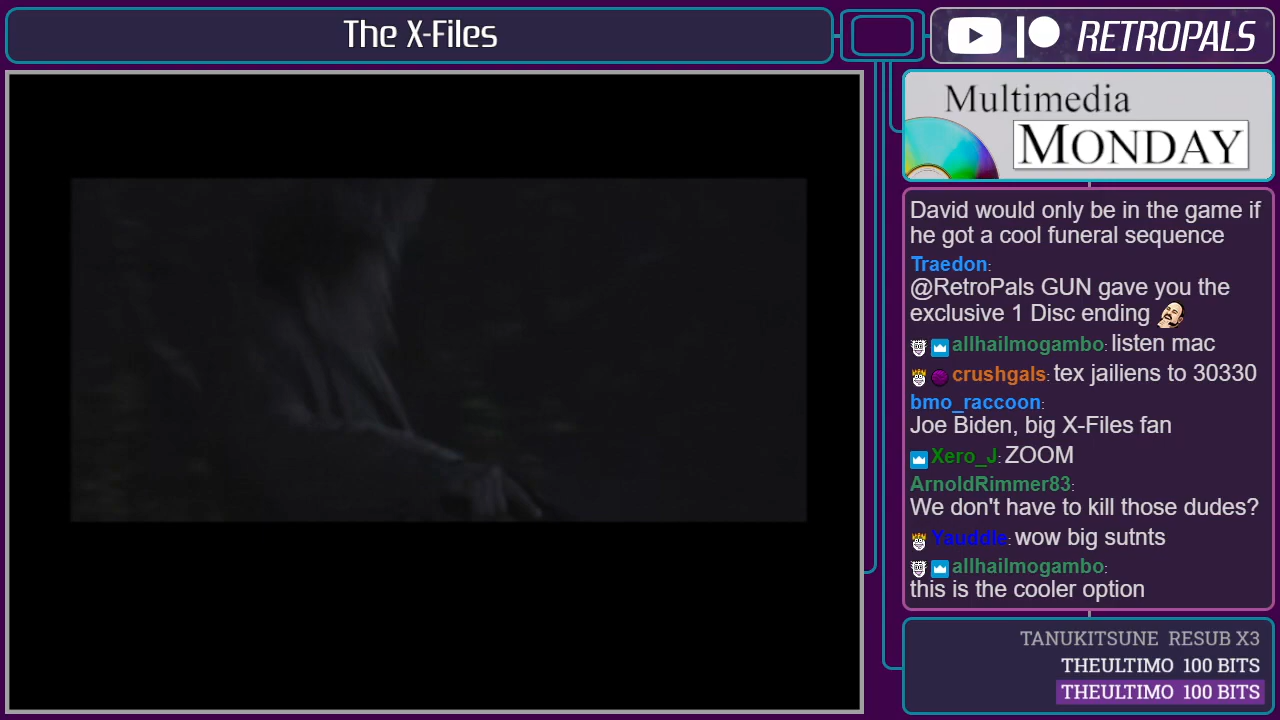 The X-Files
RETROPALS
Multimedia
MONDAY
David would only be in the game if
he got a cool funeral sequence
Traedon:
@RetroPals GUN gave you the
exclusive 1 Disc ending
allhailmogambo: listen mac
crushgals: tex jailiens to 30330
bmo_raccoon:
Joe Biden, big X-Files fan
Xero_J: ZOOM
ArnoldRimmer83:
We don't have to kill those dudes?
Yauddle: wow big sutnts
allhailmogambo:
this is the cooler option
TANUKITSUNE RESUB X3
THEULTIMO 100 BITS
THEULTIMO 100 BITS